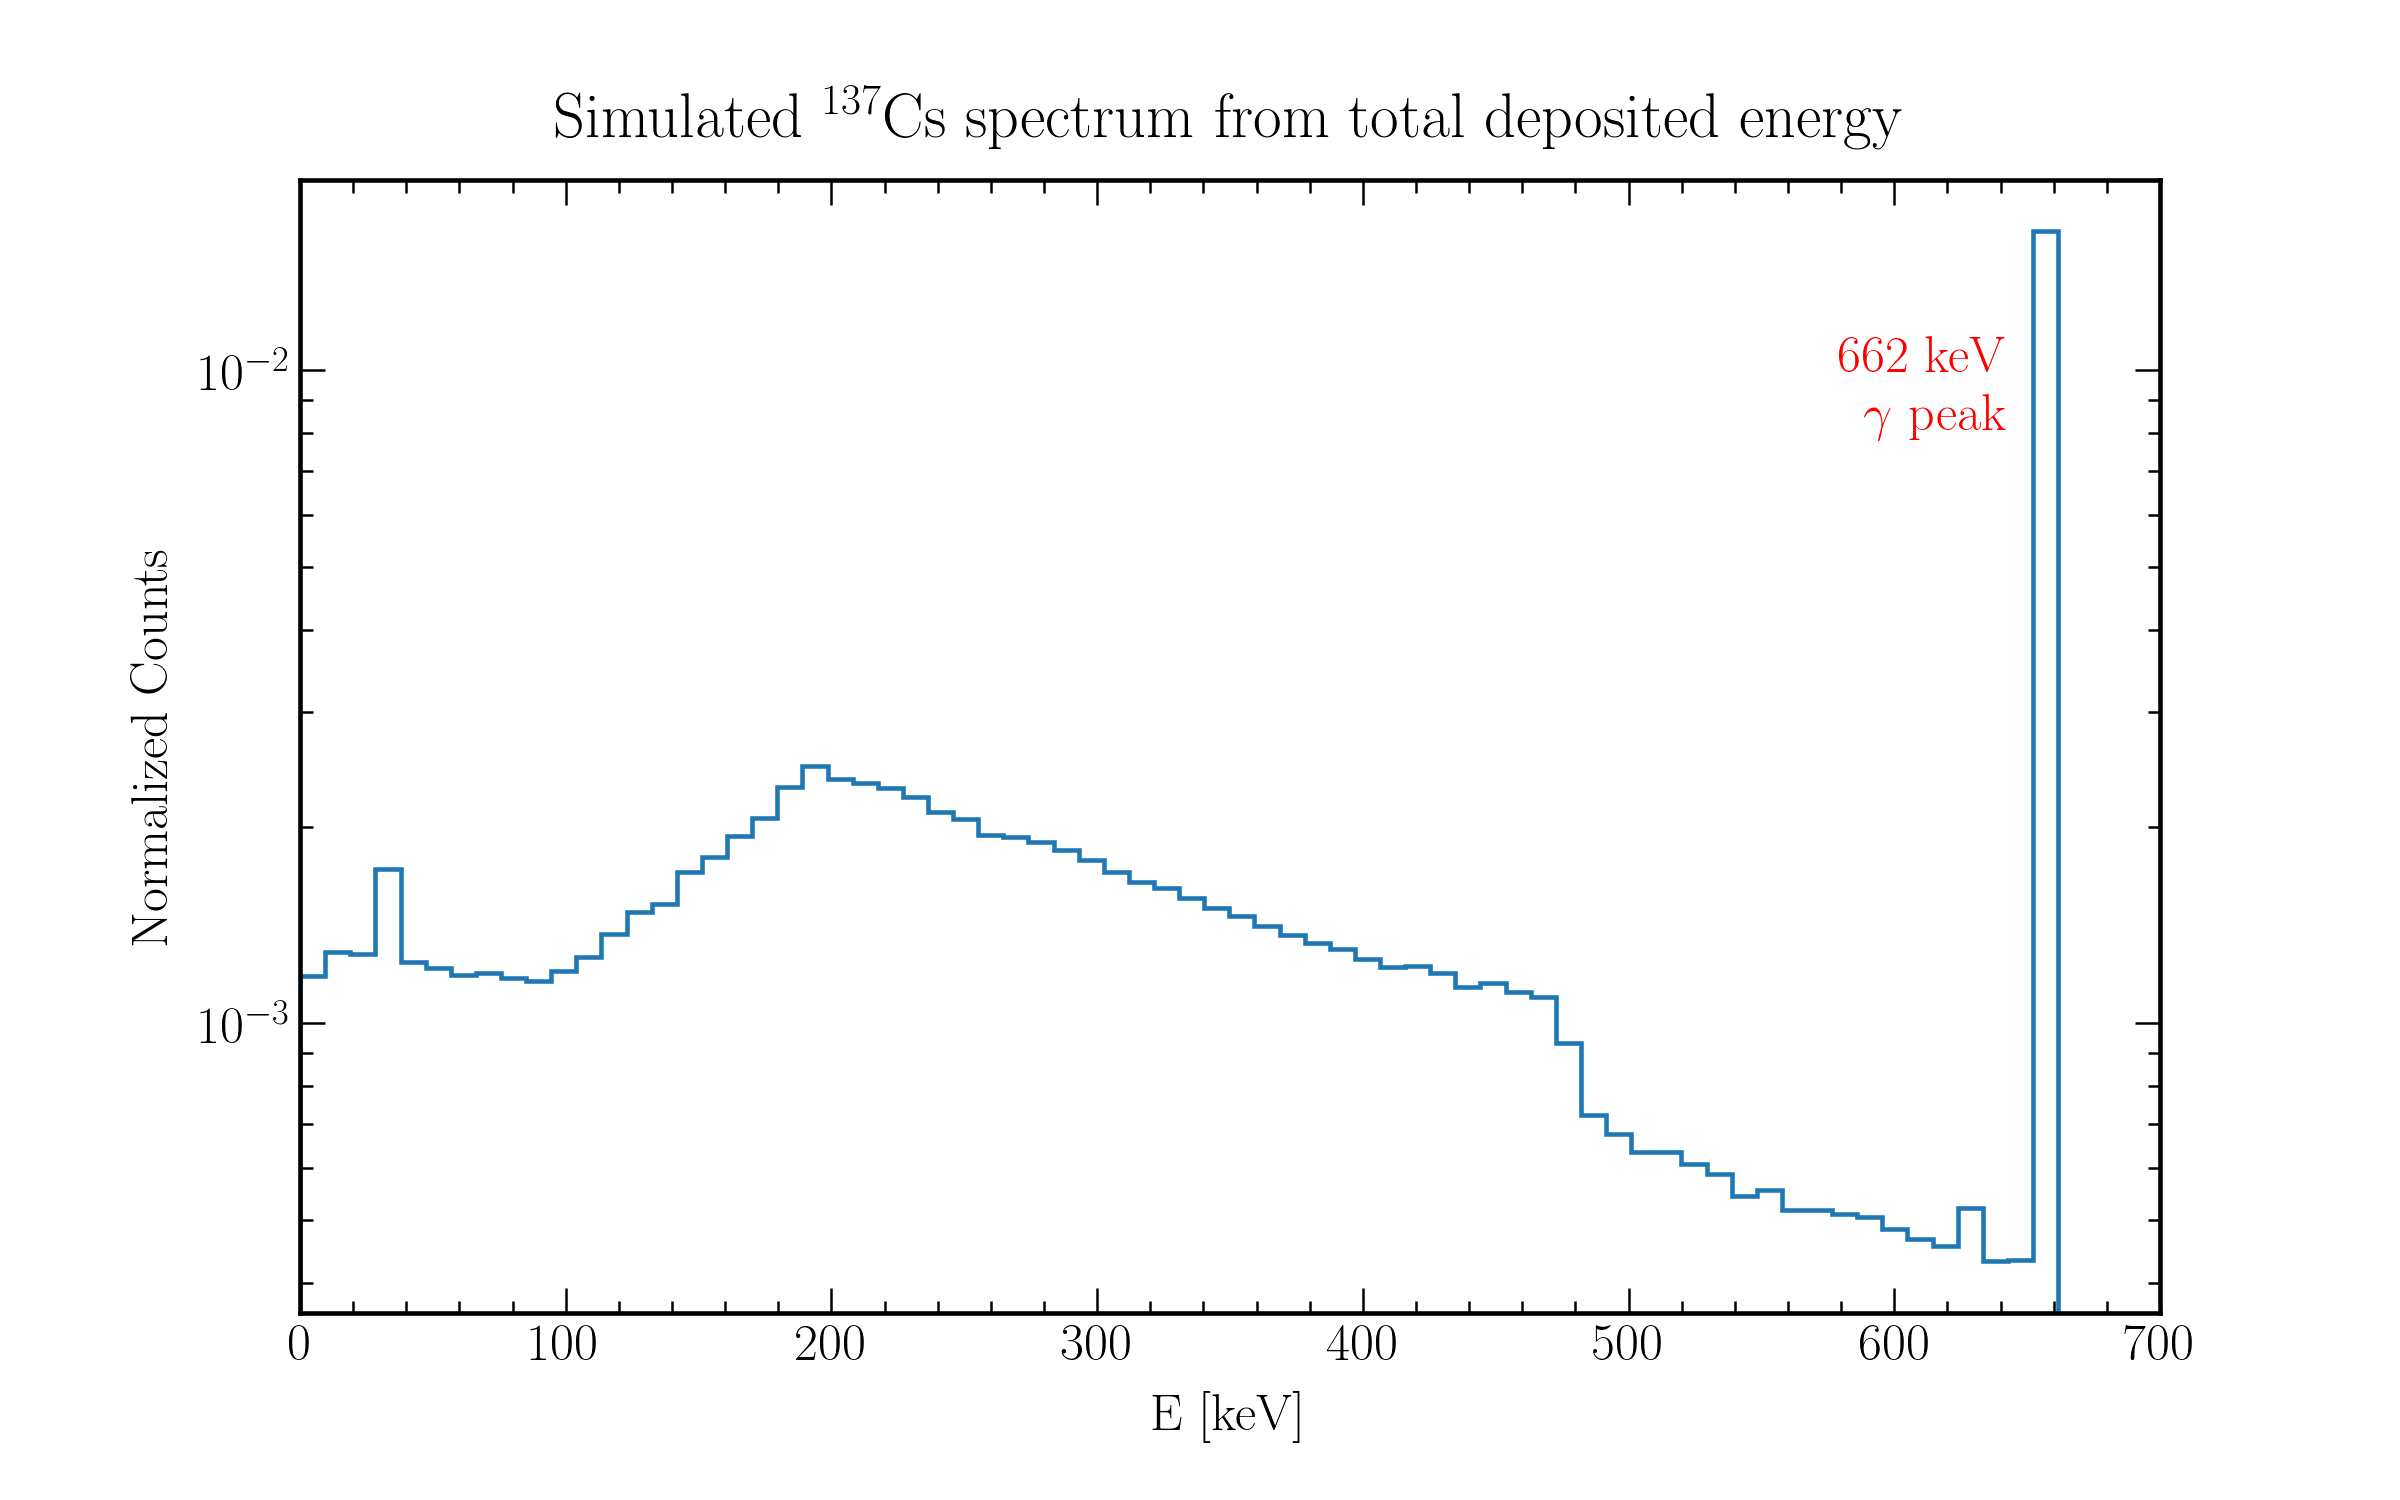 Simulated ¹³⁷Cs spectrum from total deposited energy
662 keV
γ peak
Normalized Counts
10⁻²
10⁻³
0 100 200 300 400 500 600 700
E [keV]